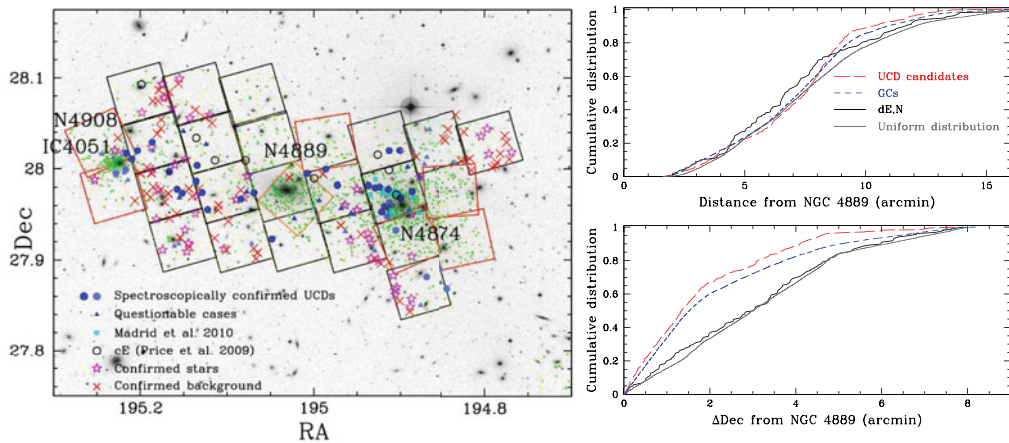 28.1
28
27.9
27.8
Dec
195.2
195
194.8
RA
N4908
IC4051
N4889
N4874
Spectroscopically confirmed UCDs
Questionable cases
Madrid et al. 2010
cE (Price et al. 2009)
Confirmed stars
Confirmed background
Cumulative distribution
1
0.8
0.6
0.4
0.2
0
0
5
10
15
Distance from NGC 4889 (arcmin)
UCD candidates
GCs
dE,N
Uniform distribution
Cumulative distribution
1
0.8
0.6
0.4
0.2
0
0
2
4
6
8
ΔDec from NGC 4889 (arcmin)